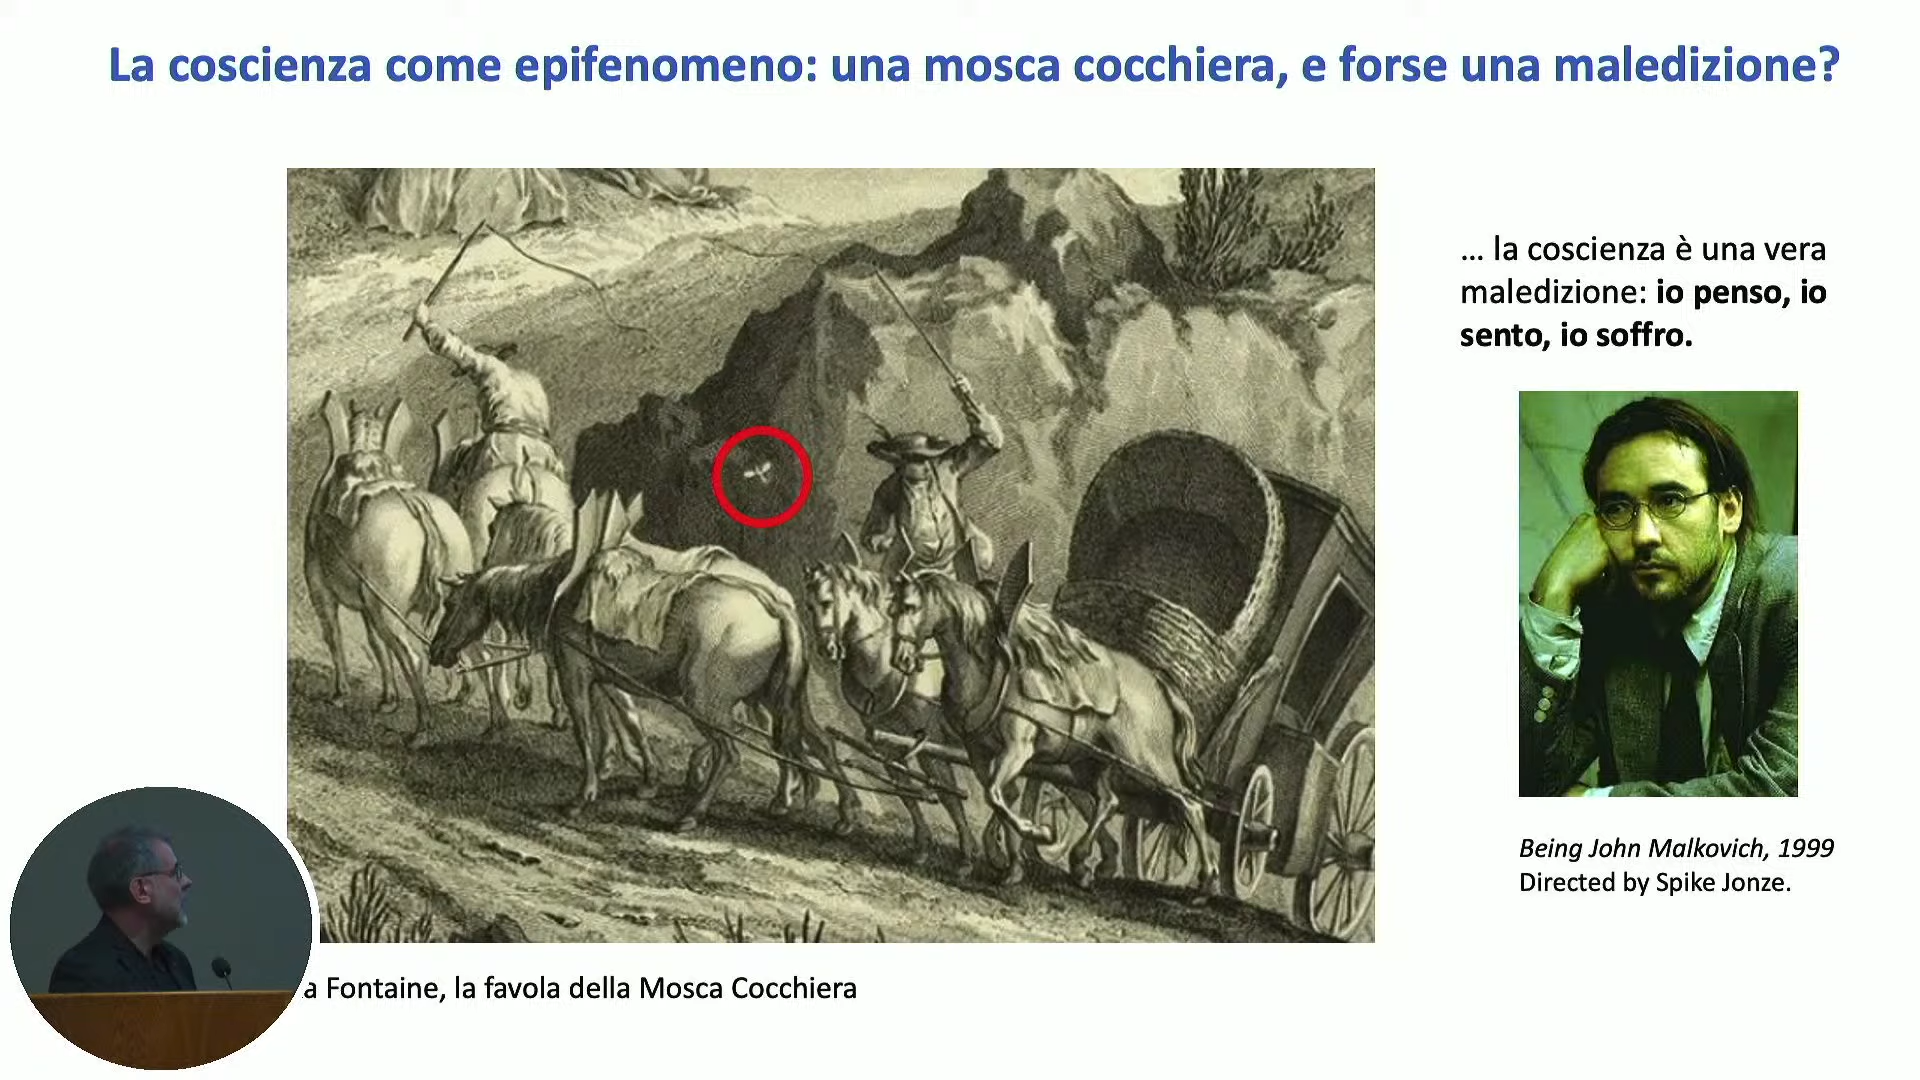 La coscienza come epifenomeno: una mosca cocchiera, e forse una maledizione?
... la coscienza è una vera
maledizione: io penso, io
sento, io soffro.
Being John Malkovich, 1999
Directed by Spike Jonze.
a Fontaine, la favola della Mosca Cocchiera